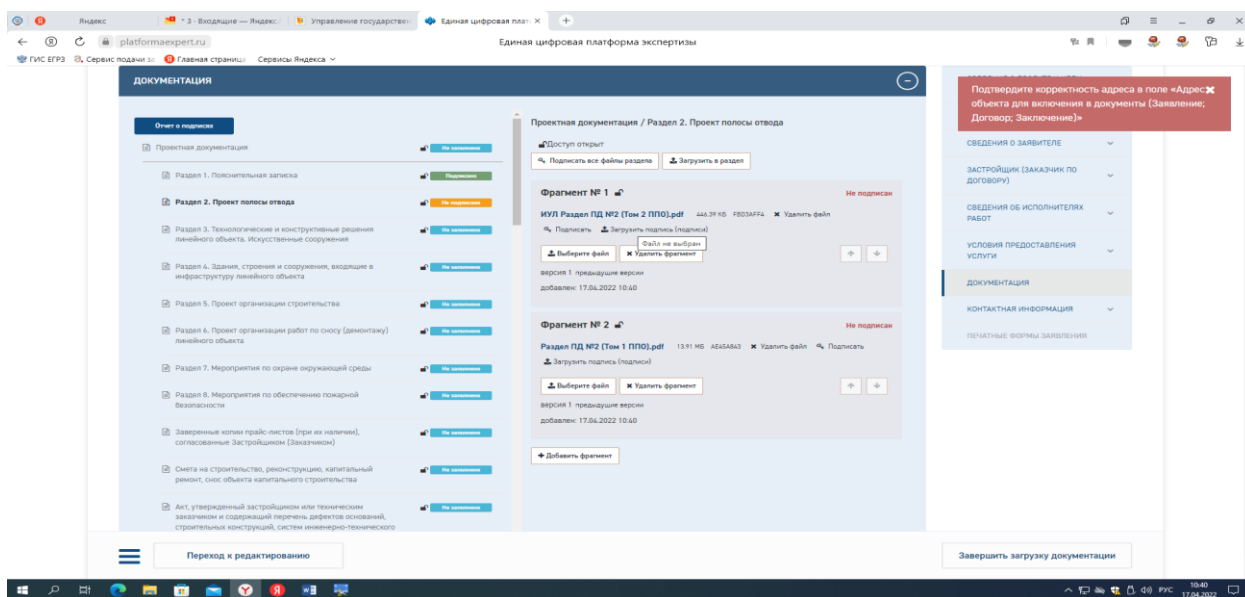 Яндекс
3 · Входящие — Яндекс.
Управление государствен
Единая цифровая плат
platformaexpert.ru
Единая цифровая платформа экспертизы
ГИС ЕГРЗ
Сервис подачи за
Главная страница
Сервисы Яндекса
ДОКУМЕНТАЦИЯ
Отчет о подписях
Проектная документация
Не заполнено
Раздел 1. Пояснительная записка
Подписано
Раздел 2. Проект полосы отвода
Не подписано
Раздел 3. Технологические и конструктивные решения
линейного объекта. Искусственные сооружения
Не заполнено
Раздел 4. Здания, строения и сооружения, входящие в
инфраструктуру линейного объекта
Не заполнено
Раздел 5. Проект организации строительства
Не заполнено
Раздел 6. Проект организации работ по сносу (демонтажу)
линейного объекта
Не заполнено
Раздел 7. Мероприятия по охране окружающей среды
Не заполнено
Раздел 8. Мероприятия по обеспечению пожарной
безопасности
Не заполнено
Заверенные копии прайс-листов (при их наличии),
согласованные Застройщиком (Заказчиком)
Не заполнено
Смета на строительство, реконструкцию, капитальный
ремонт, снос объекта капитального строительства
Не заполнено
Акт, утвержденный застройщиком или техническим
заказчиком и содержащий перечень дефектов оснований,
строительных конструкций, систем инженерно-технического
Не заполнено
Проектная документация / Раздел 2. Проект полосы отвода
Доступ открыт
Подписать все файлы раздела
Загрузить в раздел
Фрагмент № 1
Не подписан
ИУЛ Раздел ПД №2 (Том 2 ППО).pdf 446.39 КБ FBD3AFF4 Удалить файл
Подписать Загрузить подпись (подписи)
Файл не выбран
Выберите файл Удалить фрагмент
версия 1 предыдущие версии
добавлен: 17.04.2022 10:40
Фрагмент № 2
Не подписан
Раздел ПД №2 (Том 1 ППО).pdf 13.91 МБ AE45A843 Удалить файл Подписать
Загрузить подпись (подписи)
Выберите файл Удалить фрагмент
версия 1 предыдущие версии
добавлен: 17.04.2022 10:40
Добавить фрагмент
Подтвердите корректность адреса в поле «Адрес
объекта для включения в документы (Заявление;
Договор; Заключение)»
СВЕДЕНИЯ О ЗАЯВИТЕЛЕ
ЗАСТРОЙЩИК (ЗАКАЗЧИК ПО
ДОГОВОРУ)
СВЕДЕНИЯ ОБ ИСПОЛНИТЕЛЯХ
РАБОТ
УСЛОВИЯ ПРЕДОСТАВЛЕНИЯ
УСЛУГИ
ДОКУМЕНТАЦИЯ
КОНТАКТНАЯ ИНФОРМАЦИЯ
ПЕЧАТНЫЕ ФОРМЫ ЗАЯВЛЕНИЯ
Переход к редактированию
Завершить загрузку документации
РУС
10:40
17.04.2022